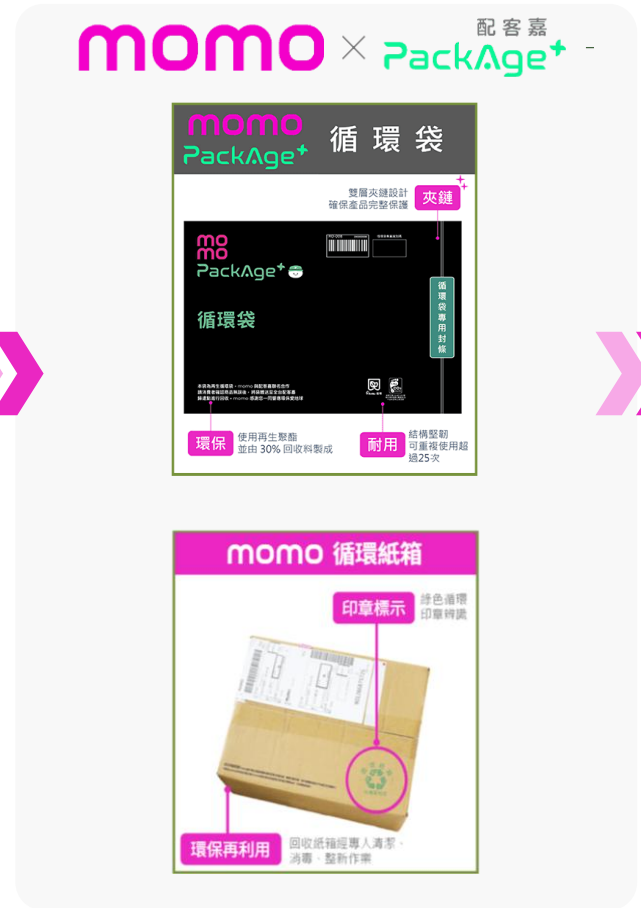 momo × 配客嘉
PackAge+ –
momo
PackAge+
循環袋
雙層夾鏈設計
確保產品完整保護
夾鏈
mo
mo
PackAge+
循環袋
循環袋專用封條
環保
使用再生聚酯
並由 30% 回收料製成
耐用
結構堅韌
可重複使用超
過25次
momo 循環紙箱
印章標示
綠色循環
印章辨識
環保再利用
回收紙箱經專人清潔、
消毒、整新作業